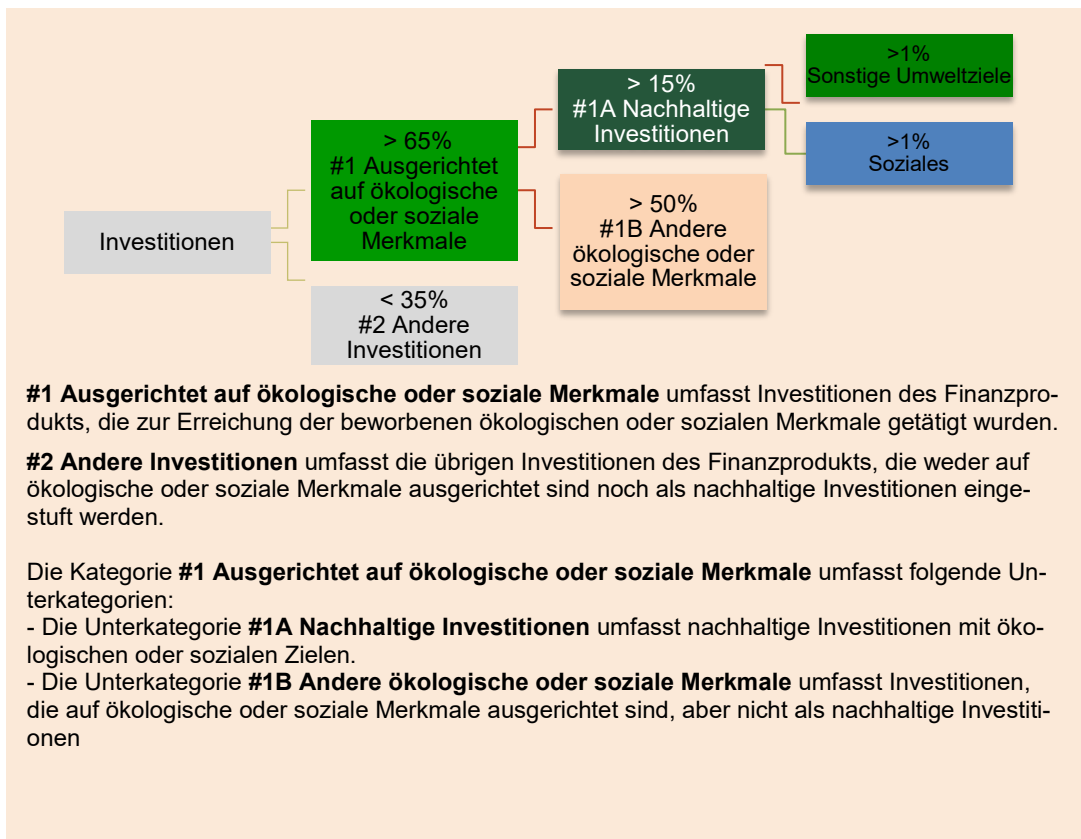 >1%
Sonstige Umweltziele
> 15%
#1A Nachhaltige
Investitionen
> 65%
#1 Ausgerichtet
auf ökologische
oder soziale
Merkmale
>1%
Soziales
> 50%
#1B Andere
ökologische oder
soziale Merkmale
Investitionen
< 35%
#2 Andere
Investitionen
#1 Ausgerichtet auf ökologische oder soziale Merkmale umfasst Investitionen des Finanzpro-
dukts, die zur Erreichung der beworbenen ökologischen oder sozialen Merkmale getätigt wurden.
#2 Andere Investitionen umfasst die übrigen Investitionen des Finanzprodukts, die weder auf
ökologische oder soziale Merkmale ausgerichtet sind noch als nachhaltige Investitionen einge-
stuft werden.
Die Kategorie #1 Ausgerichtet auf ökologische oder soziale Merkmale umfasst folgende Un-
terkategorien:
- Die Unterkategorie #1A Nachhaltige Investitionen umfasst nachhaltige Investitionen mit öko-
logischen oder sozialen Zielen.
- Die Unterkategorie #1B Andere ökologische oder soziale Merkmale umfasst Investitionen,
die auf ökologische oder soziale Merkmale ausgerichtet sind, aber nicht als nachhaltige Investiti-
onen